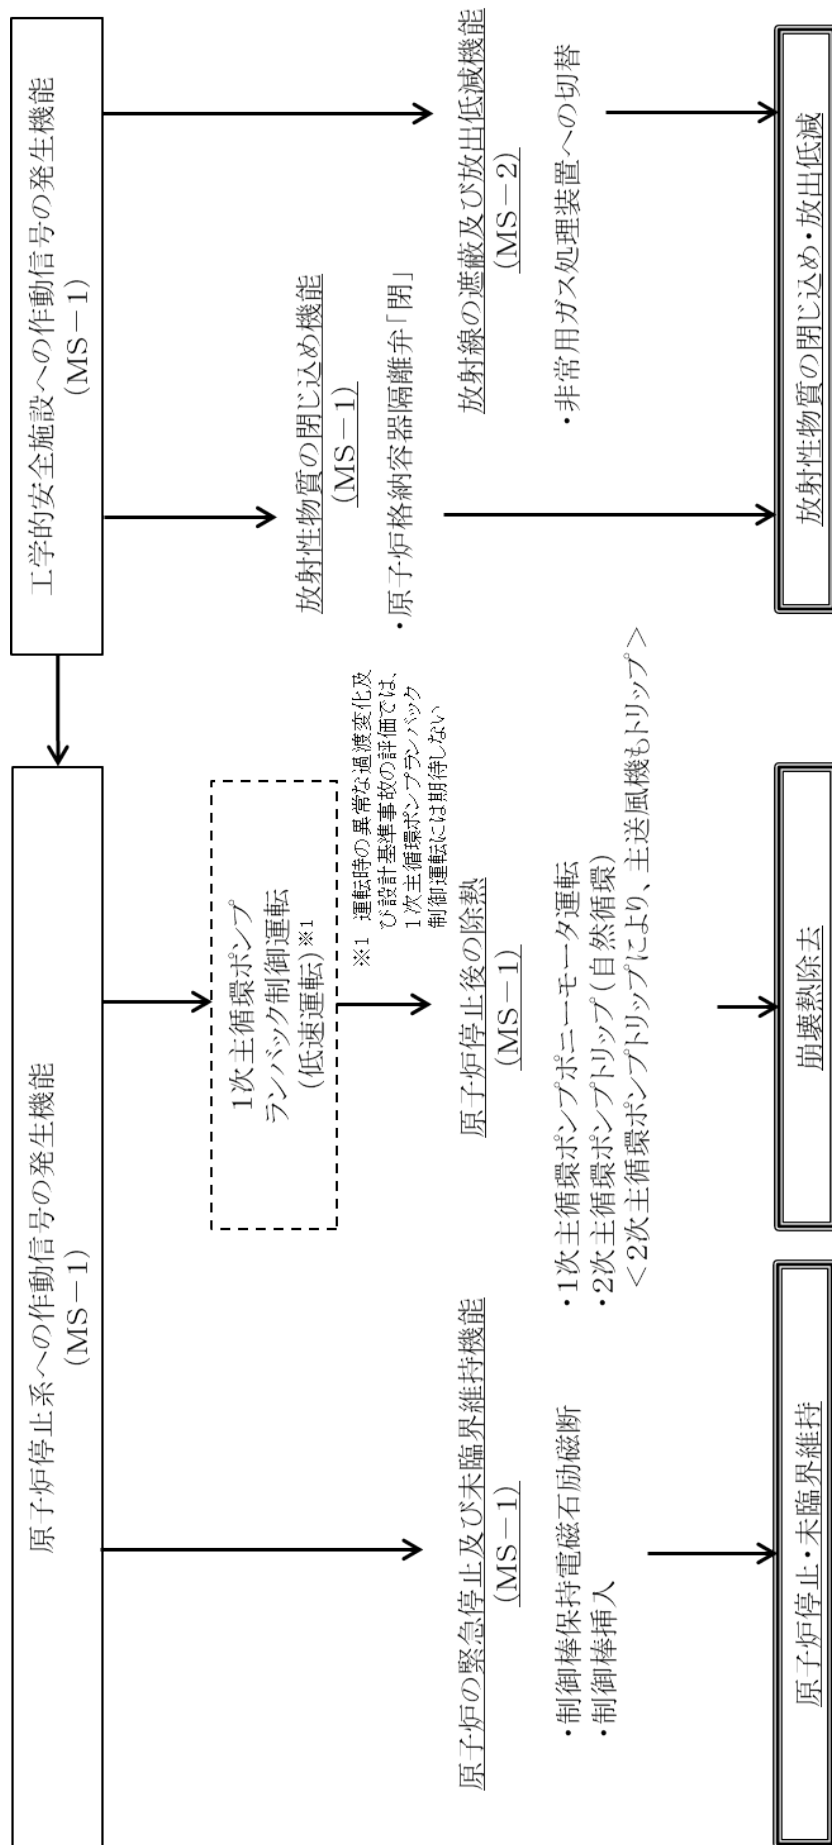 原子炉停止系への作動信号の発生機能
(MS-1)
工学的安全施設への作動信号の発生機能
(MS-1)
1次主循環ポンプ
ランバック制御運転
(低速運転)※1
※1 運転時の異常な過渡変化及
び設計基準事故の評価では、
1次主循環ポンプランバック
制御運転には期待しない
放射性物質の閉じ込め機能
(MS-1)
・原子炉格納容器隔離弁「閉」
原子炉の緊急停止及び未臨界維持機能
(MS-1)
・制御棒保持電磁石励磁断
・制御棒挿入
原子炉停止後の除熱
(MS-1)
・1次主循環ポンプポニーモータ運転
・2次主循環ポンプトリップ(自然循環)
<2次主循環ポンプトリップにより、主送風機もトリップ>
放射線の遮蔽及び放出低減機能
(MS-2)
・非常用ガス処理装置への切替
原子炉停止・未臨界維持
崩壊熱除去
放射性物質の閉じ込め・放出低減